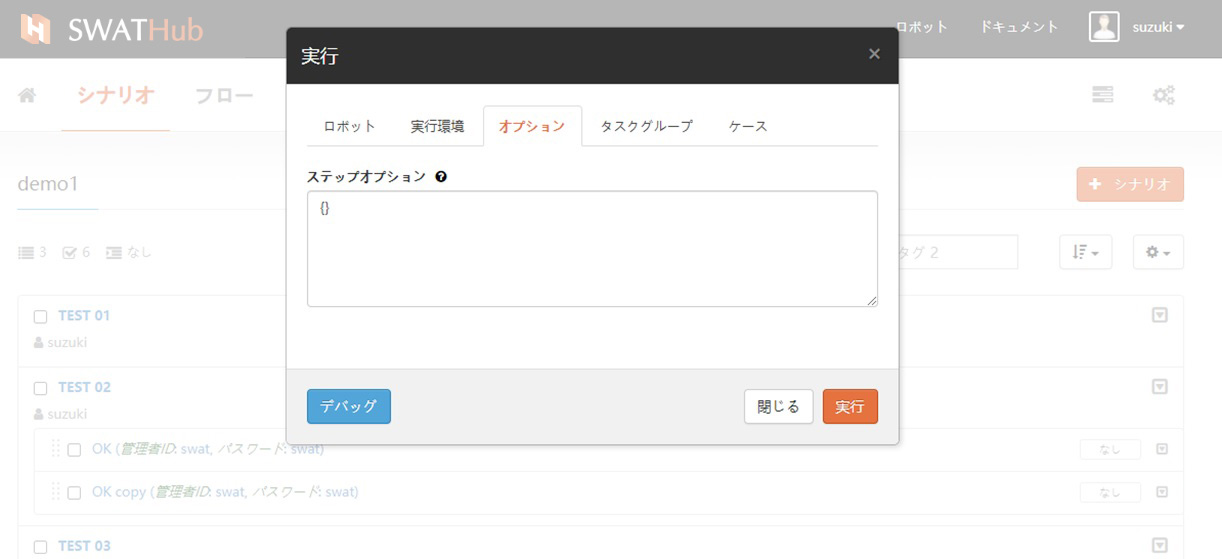 SWATHub
ロボット
ドキュメント
suzuki
シナリオ
フロー
実行
×
ロボット
実行環境
オプション
タスクグループ
ケース
ステップオプション
{}
デバッグ
閉じる
実行
demo1
+ シナリオ
3
6
なし
タグ 2
TEST 01
suzuki
TEST 02
suzuki
OK (管理者ID: swat, パスワード: swat)
なし
OK copy (管理者ID: swat, パスワード: swat)
なし
TEST 03